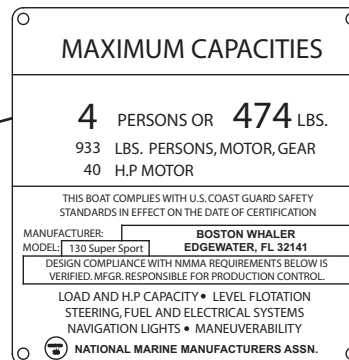 MAXIMUM CAPACITIES
4 PERSONS OR 474 LBS.
933 LBS. PERSONS, MOTOR, GEAR
40 H.P MOTOR
THIS BOAT COMPLIES WITH U.S. COAST GUARD SAFETY
STANDARDS IN EFFECT ON THE DATE OF CERTIFICATION
MANUFACTURER: BOSTON WHALER
MODEL: 130 Super Sport EDGEWATER, FL 32141
DESIGN COMPLIANCE WITH NMMA REQUIREMENTS BELOW IS
VERIFIED. MFGR. RESPONSIBLE FOR PRODUCTION CONTROL.
LOAD AND H.P CAPACITY • LEVEL FLOTATION
STEERING, FUEL AND ELECTRICAL SYSTEMS
NAVIGATION LIGHTS • MANEUVERABILITY
NATIONAL MARINE MANUFACTURERS ASSN.